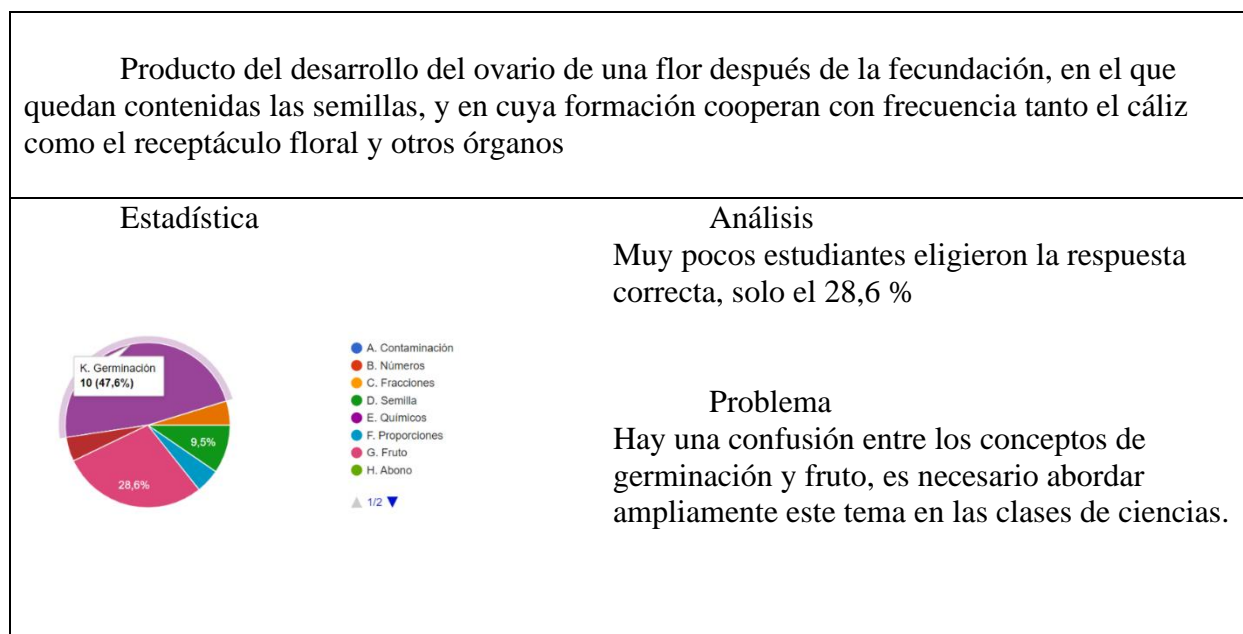 Producto del desarrollo del ovario de una flor después de la fecundación, en el que
quedan contenidas las semillas, y en cuya formación cooperan con frecuencia tanto el cáliz
como el receptáculo floral y otros órganos
Estadística
K. Germinación
10 (47,6%)
9,5%
28,6%
A. Contaminación
B. Números
C. Fracciones
D. Semilla
E. Químicos
F. Proporciones
G. Fruto
H. Abono
1/2
Análisis
Muy pocos estudiantes eligieron la respuesta
correcta, solo el 28,6 %
Problema
Hay una confusión entre los conceptos de
germinación y fruto, es necesario abordar
ampliamente este tema en las clases de ciencias.